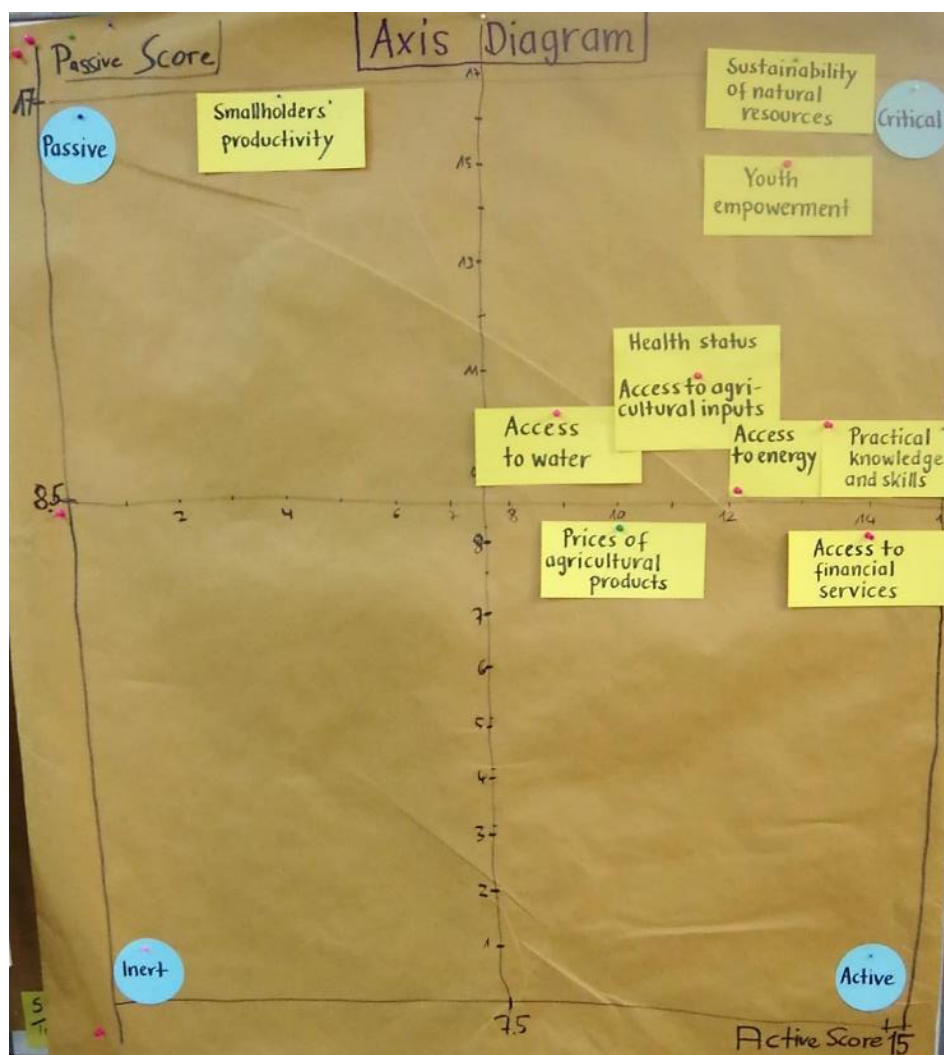 Axis Diagram
Passive Score
17
17
Passive
Smallholders'
productivity
Sustainability
of natural
resources
Critical
15
Youth
empowerment
13
11
Health status
Access to agri-
cultural inputs
Access
to water
Access
to energy
Practical
knowledge
and skills
8.5
2
4
6
7
8
10
12
14
8
Prices of
agricultural
products
Access to
financial
services
7
6
5
4
3
2
1
Inert
Active
7.5
Active Score
15